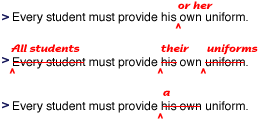 or her
> Every student must provide his own uniform.
All students their uniforms
> Every student must provide his own uniform.
a
> Every student must provide his own uniform.